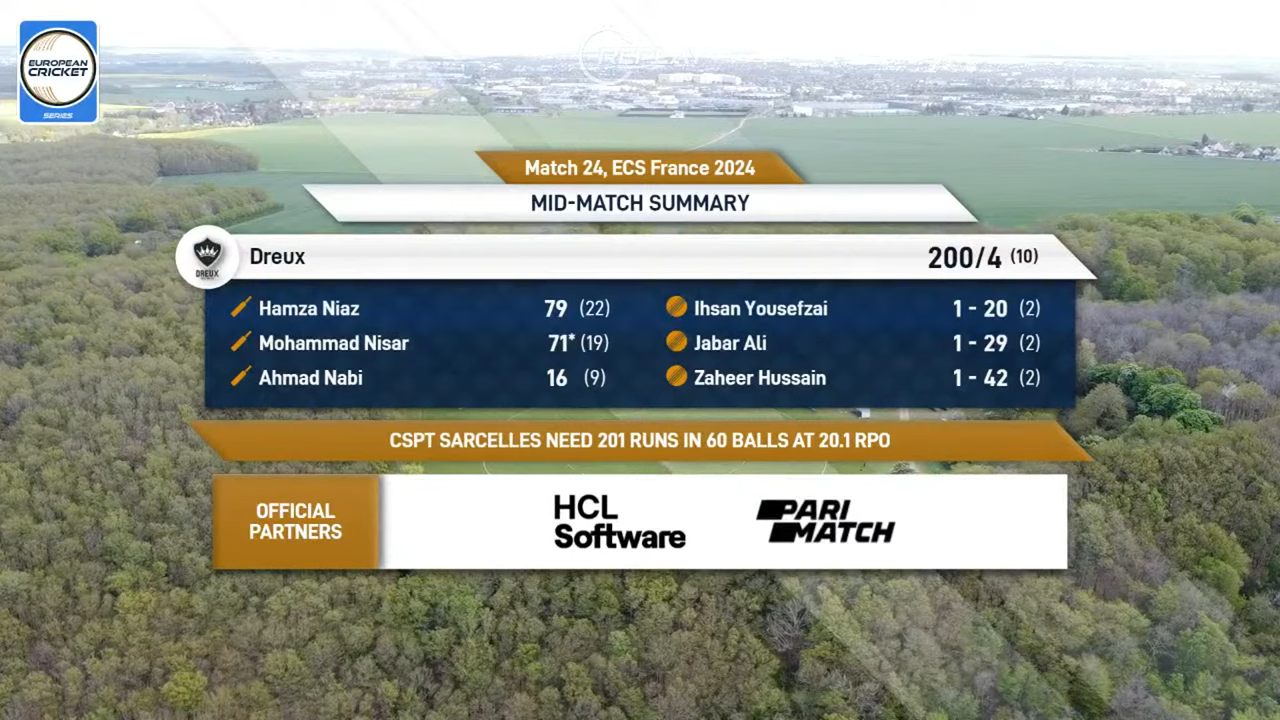 EUROPEAN
CRICKET
SERIES
REPLAY
Match 24, ECS France 2024
MID-MATCH SUMMARY
DREUX
Dreux 200/4 (10)
Hamza Niaz 79 (22) Ihsan Yousefzai 1 - 20 (2)
Mohammad Nisar 71* (19) Jabar Ali 1 - 29 (2)
Ahmad Nabi 16 (9) Zaheer Hussain 1 - 42 (2)
CSPT SARCELLES NEED 201 RUNS IN 60 BALLS AT 20.1 RPO
OFFICIAL
PARTNERS
HCL
Software
PARI
MATCH